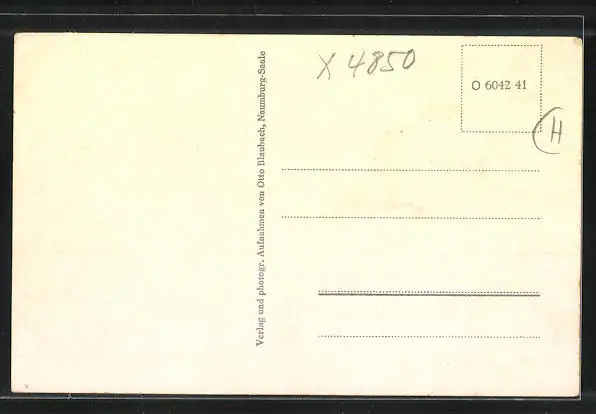 X 4850
O 6042 41
H
Verlag und photogr. Aufnahmen von Otto Blaubach, Naumburg-Saale